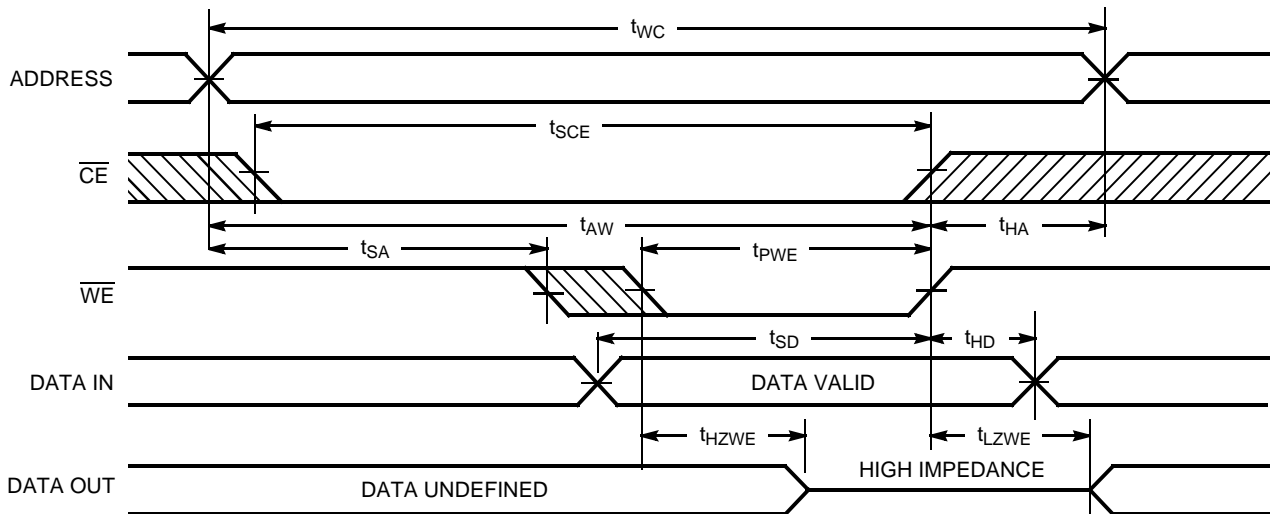 tWC
ADDRESS
tSCE
CE
tAW
tHA
tSA
tPWE
WE
tSD
tHD
DATA IN
DATA VALID
tHZWE
tLZWE
HIGH IMPEDANCE
DATA OUT
DATA UNDEFINED